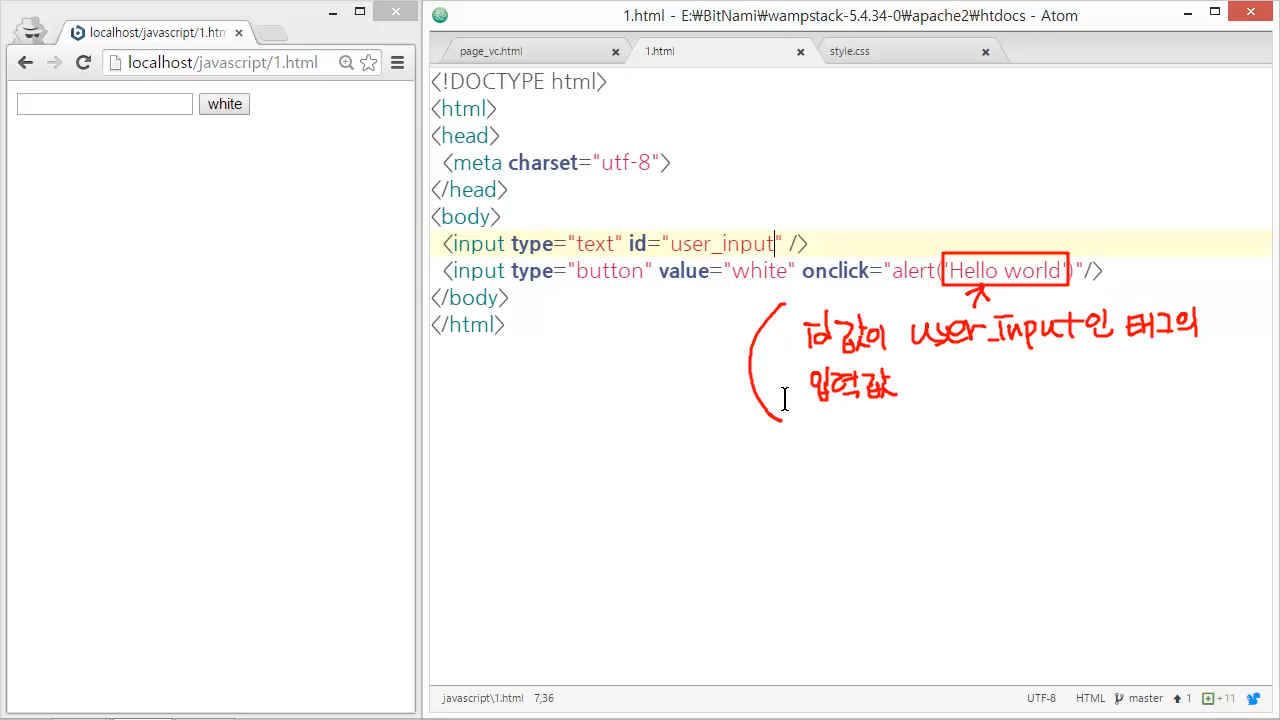 localhost/javascript/1.htm
localhost/javascript/1.html
white
1.html - E:₩BitNami₩wampstack-5.4.34-0₩apache2₩htdocs - Atom
page_vc.html
1.html
style.css
<!DOCTYPE html>
<html>
<head>
<meta charset="utf-8">
</head>
<body>
<input type="text" id="user_input" />
<input type="button" value="white" onclick="alert('Hello world')"/>
</body>
</html>
id값이 user_Input인 태그의
입력값
javascript\1.html 7,36
UTF-8 HTML master 1 +11